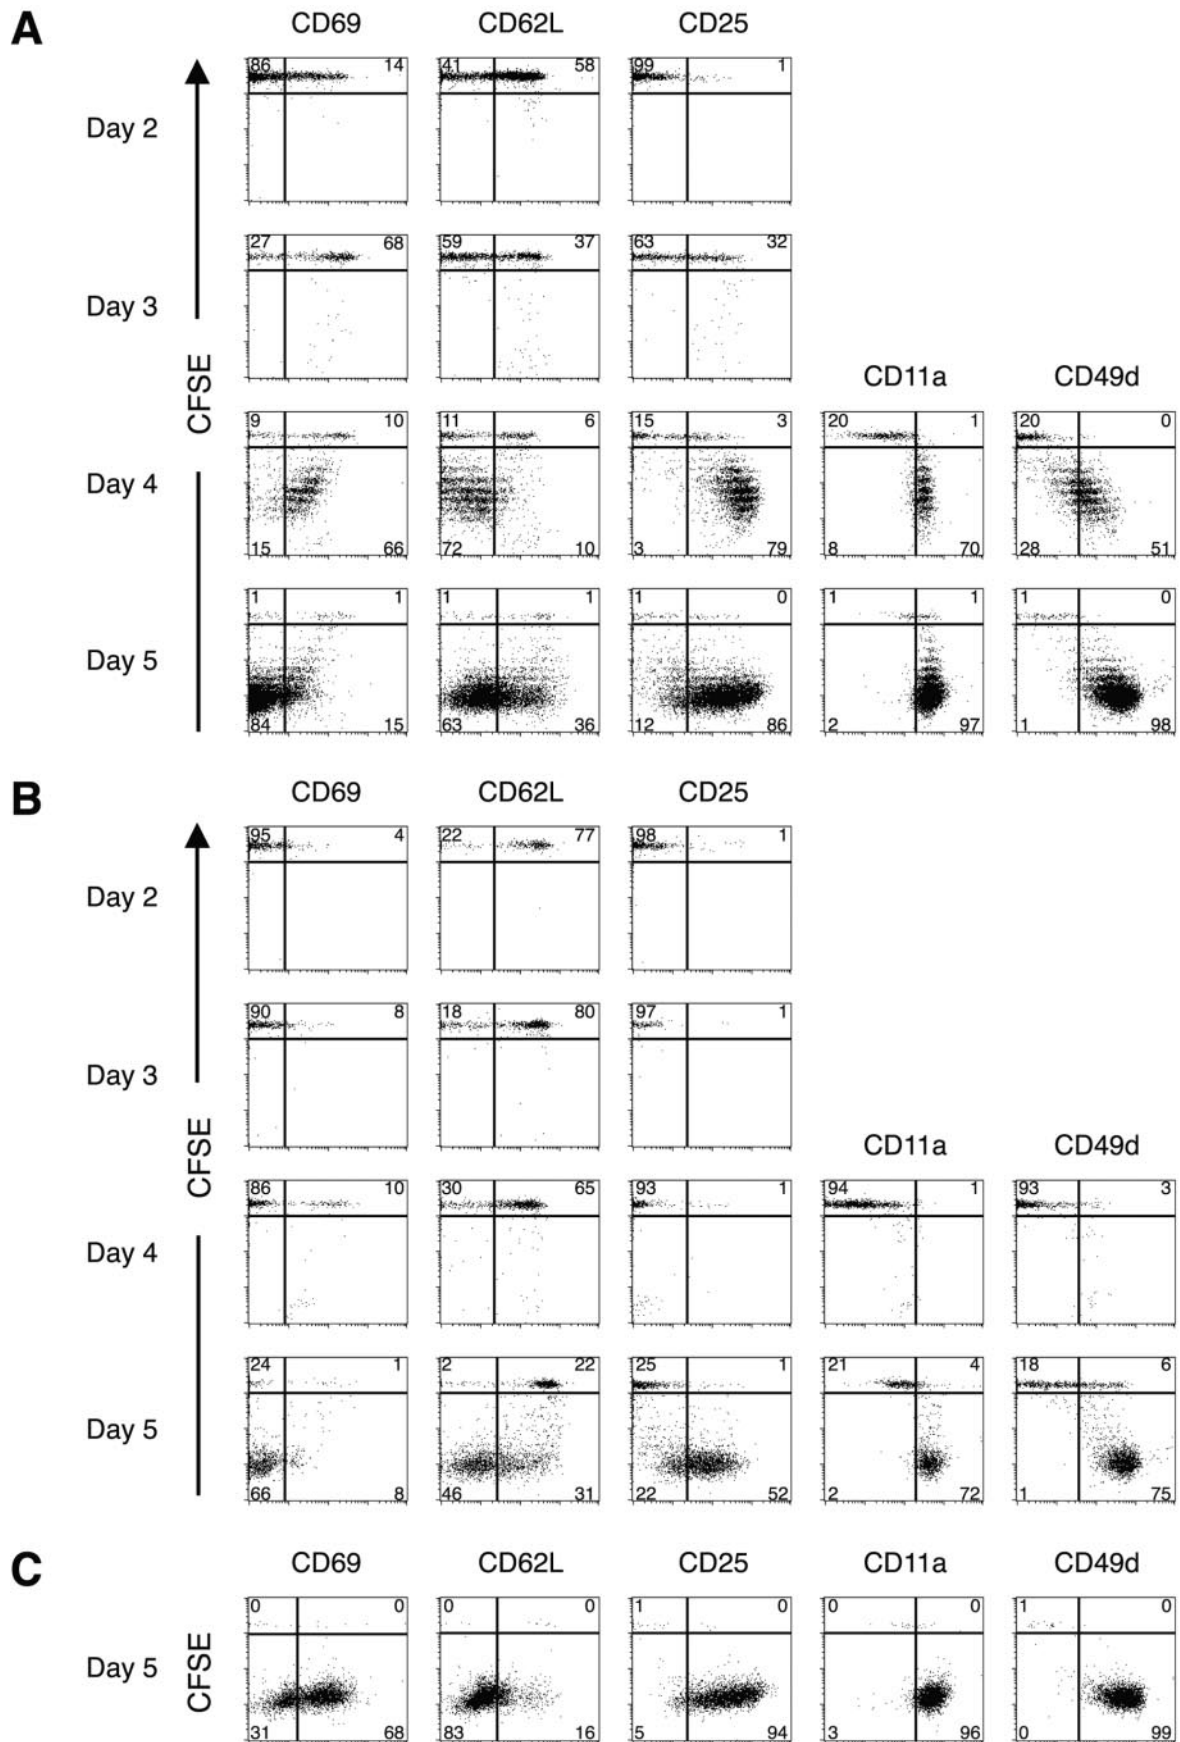 A
CD69 CD62L CD25
86 14 41 58 99 1
Day 2
27 68 59 37 63 32
Day 3
CD11a CD49d
CFSE
9 10 11 6 15 3 20 1 20 0
Day 4
15 66 72 10 3 79 8 70 28 51
1 1 1 1 1 0 1 1 1 0
Day 5
84 15 63 36 12 86 2 97 1 98
B
CD69 CD62L CD25
95 4 22 77 98 1
Day 2
90 8 18 80 97 1
Day 3
CD11a CD49d
CFSE
86 10 30 65 93 1 94 1 93 3
Day 4
24 1 2 22 25 1 21 4 18 6
Day 5
66 8 46 31 22 52 2 72 1 75
C
CD69 CD62L CD25 CD11a CD49d
0 0 0 0 1 0 0 0 1 0
Day 5
CFSE
31 68 83 16 5 94 3 96 0 99